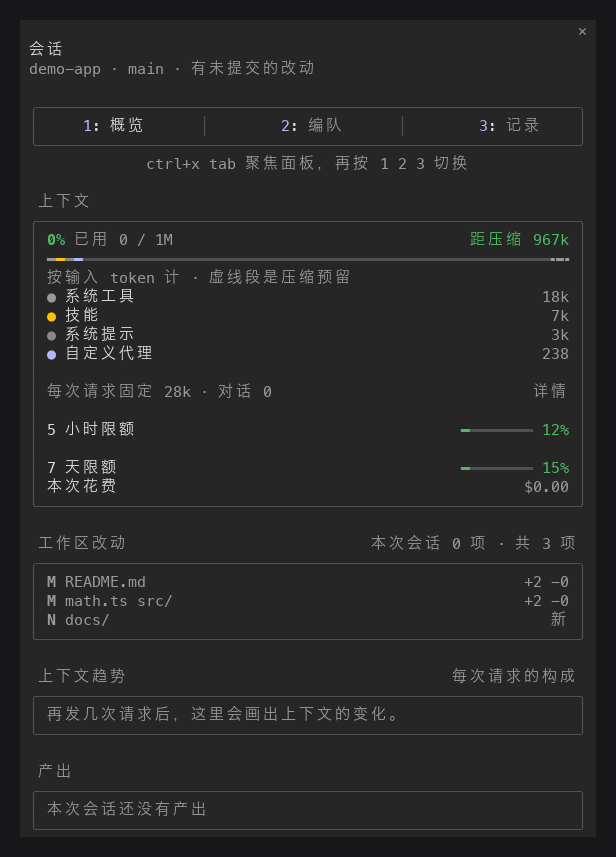 ×
会话
demo-app · main · 有未提交的改动
1: 概览 2: 编队 3: 记录
ctrl+x tab 聚焦面板, 再按 1 2 3 切换
上下文
0% 已用 0 / 1M 距压缩 967k
按输入 token 计 · 虚线段是压缩预留
● 系统工具 18k
● 技能 7k
● 系统提示 3k
● 自定义代理 238
每次请求固定 28k · 对话 0 详情
5 小时限额 12%
7 天限额 15%
本次花费 $0.00
工作区改动 本次会话 0 项 · 共 3 项
M README.md +2 −0
M math.ts src/ +2 −0
N docs/ 新
上下文趋势 每次请求的构成
再发几次请求后, 这里会画出上下文的变化。
产出
本次会话还没有产出